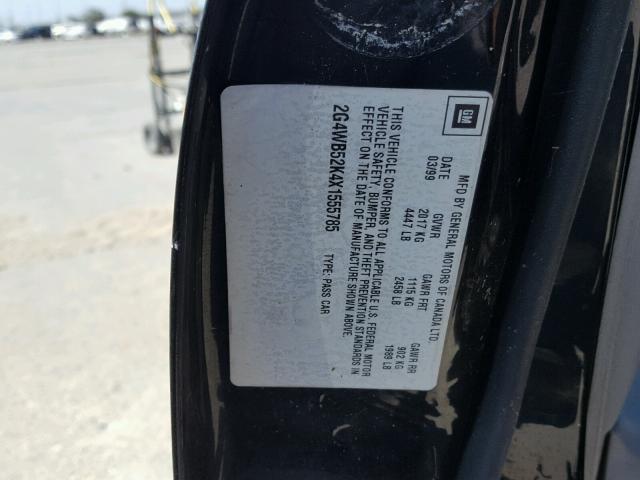 GM
MFD BY GENERAL MOTORS OF CANADA LTD.
DATE GVWR GAWR FRT GAWR RR
03/99 2017 KG 1115 KG 902 KG
4447 LB 2458 LB 1989 LB
THIS VEHICLE CONFORMS TO ALL APPLICABLE U.S. FEDERAL MOTOR
VEHICLE SAFETY, BUMPER, AND THEFT PREVENTION STANDARDS IN
EFFECT ON THE DATE OF MANUFACTURE SHOWN ABOVE.
2G4WB52K4X1555785 TYPE: PASS CAR